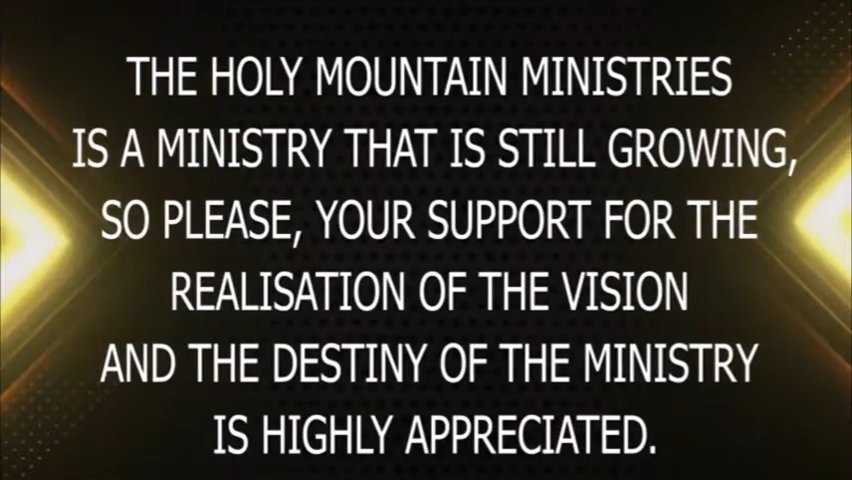 THE HOLY MOUNTAIN MINISTRIES
IS A MINISTRY THAT IS STILL GROWING,
SO PLEASE, YOUR SUPPORT FOR THE
REALISATION OF THE VISION
AND THE DESTINY OF THE MINISTRY
IS HIGHLY APPRECIATED.